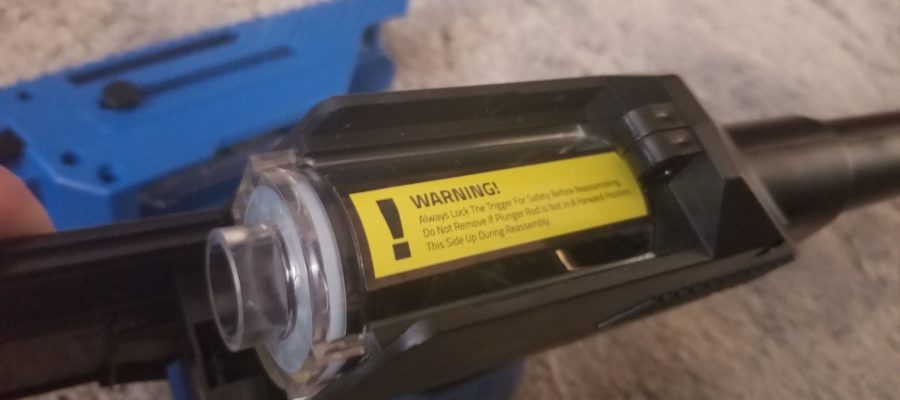 ! WARNING!
Always Lock The Trigger For Safety Before Reassembling.
Do Not Remove If Plunger Rod is Not In A Forward Position.
This Side Up During Reassembly.